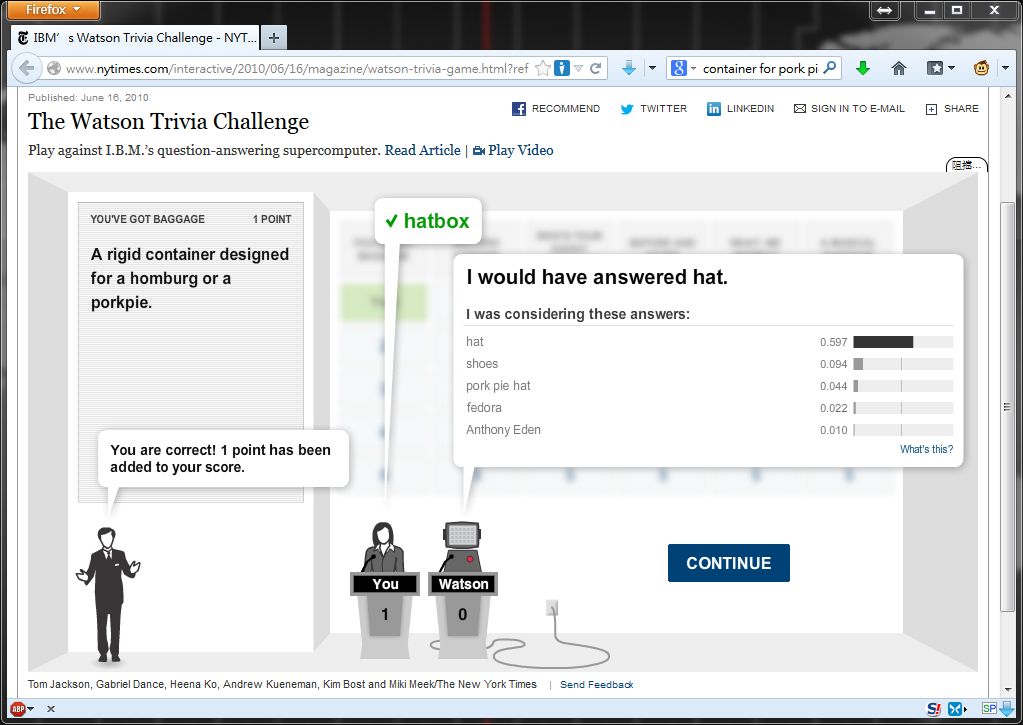 Firefox
IBM’ s Watson Trivia Challenge - NYT...
www.nytimes.com/interactive/2010/06/16/magazine/watson-trivia-game.html?ref
container for pork pi
Published: June 16, 2010
RECOMMEND TWITTER LINKEDIN SIGN IN TO E-MAIL SHARE
The Watson Trivia Challenge
Play against I.B.M.’s question-answering supercomputer. Read Article | Play Video
阻擋...
YOU'VE GOT BAGGAGE 1 POINT
A rigid container designed
for a homburg or a
porkpie.
✓ hatbox
I would have answered hat.
I was considering these answers:
hat 0.597
shoes 0.094
pork pie hat 0.044
fedora 0.022
Anthony Eden 0.010
What's this?
You are correct! 1 point has been
added to your score.
You Watson
1 0
CONTINUE
Tom Jackson, Gabriel Dance, Heena Ko, Andrew Kueneman, Kim Bost and Miki Meek/The New York Times | Send Feedback
ABP
S!
SP